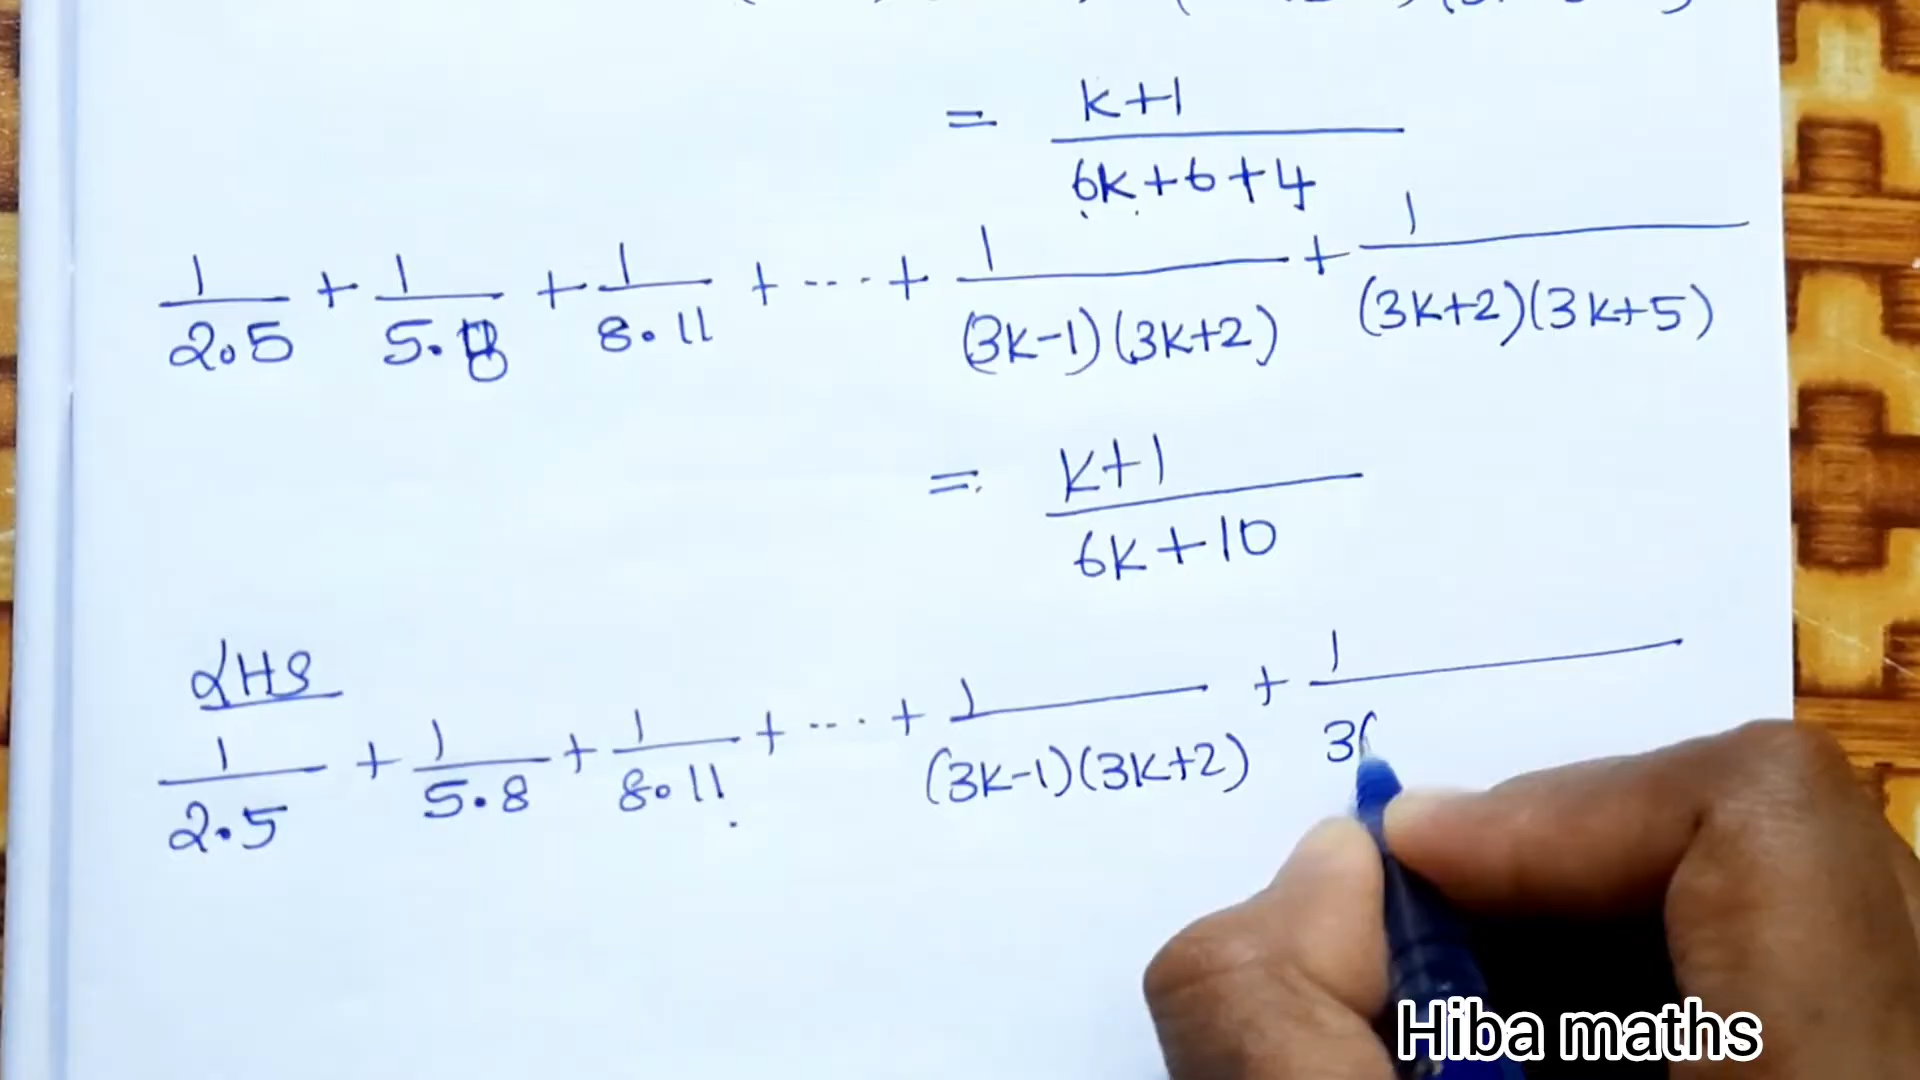 = k+1 / 6k+6+4
1/2.5 + 1/5.8 + 1/8.11 + ... + 1/(3k-1)(3k+2) + 1/(3k+2)(3k+5)
= k+1 / 6k+10
LHS
1/2.5 + 1/5.8 + 1/8.11 + ... + 1/(3k-1)(3k+2) + 1/3(
Hiba maths